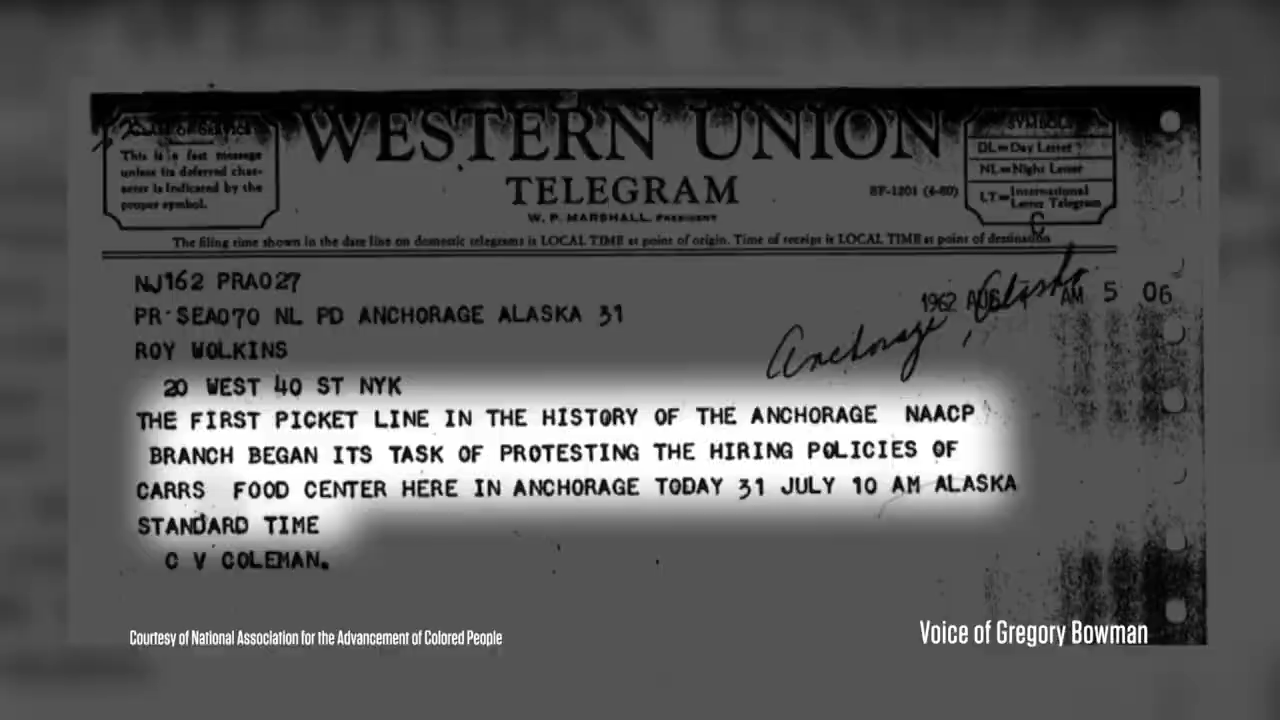 CLASS OF SERVICE
This is a fast message
unless its deferred char-
acter is indicated by the
proper symbol.
WESTERN UNION
TELEGRAM
W. P. MARSHALL, PRESIDENT
SF-1201 (4-60)
SYMBOLS
DL=Day Letter
NL=Night Letter
LT=International
Letter Telegram
The filing time shown in the date line on domestic telegrams is LOCAL TIME at point of origin. Time of receipt is LOCAL TIME at point of destination
NJ162 PRA027
PR SEA070 NL PD ANCHORAGE ALASKA 31
1962 AUG AM 5 06
Anchorage, Alaska
ROY WOLKINS
20 WEST 40 ST NYK
THE FIRST PICKET LINE IN THE HISTORY OF THE ANCHORAGE NAACP
BRANCH BEGAN ITS TASK OF PROTESTING THE HIRING POLICIES OF
CARRS FOOD CENTER HERE IN ANCHORAGE TODAY 31 JULY 10 AM ALASKA
STANDARD TIME
C V COLEMAN.
Courtesy of National Association for the Advancement of Colored People
Voice of Gregory Bowman